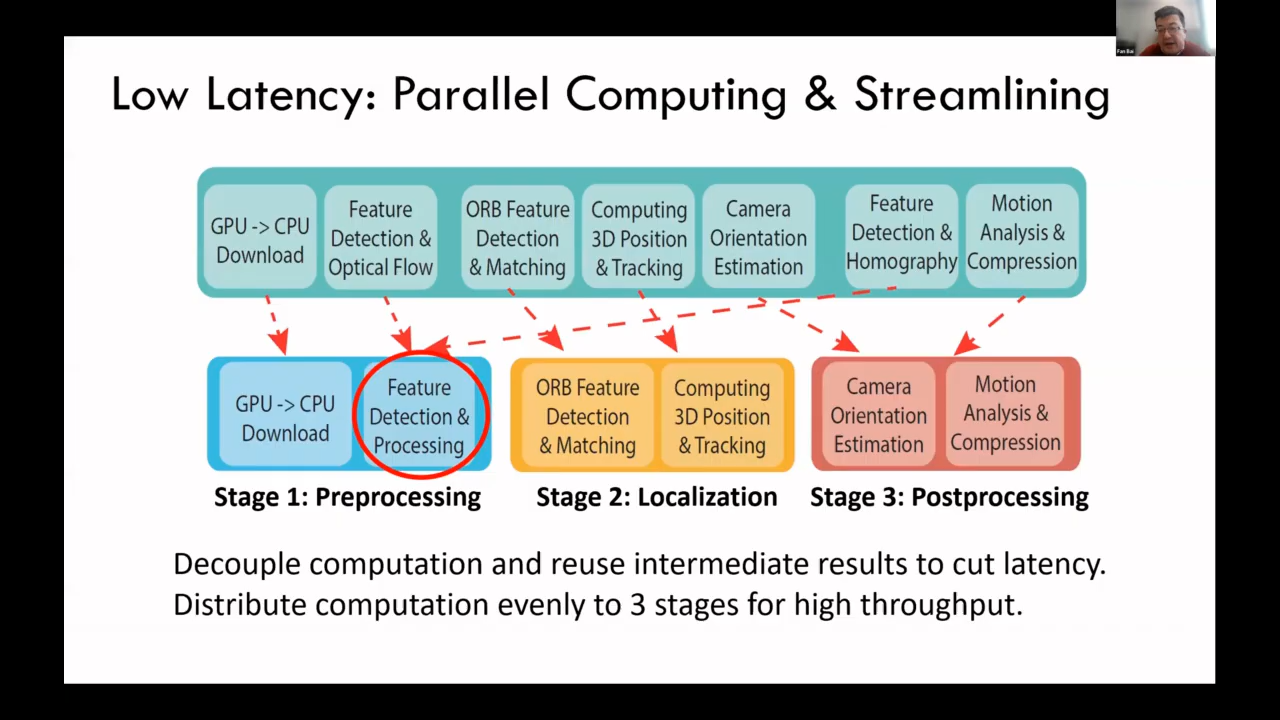 Fan Bai
Low Latency: Parallel Computing & Streamlining
GPU -> CPU
Download
Feature
Detection &
Optical Flow
ORB Feature
Detection
& Matching
Computing
3D Position
& Tracking
Camera
Orientation
Estimation
Feature
Detection &
Homography
Motion
Analysis &
Compression
GPU -> CPU
Download
Feature
Detection &
Processing
ORB Feature
Detection
& Matching
Computing
3D Position
& Tracking
Camera
Orientation
Estimation
Motion
Analysis &
Compression
Stage 1: Preprocessing
Stage 2: Localization
Stage 3: Postprocessing
Decouple computation and reuse intermediate results to cut latency.
Distribute computation evenly to 3 stages for high throughput.